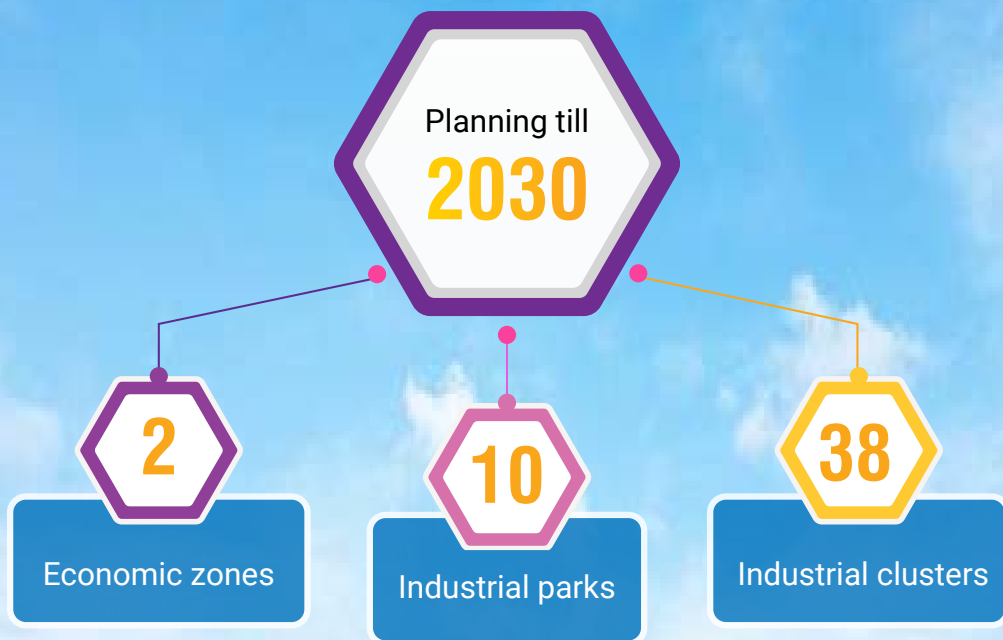 Planning till
2030
2
Economic zones
10
Industrial parks
38
Industrial clusters